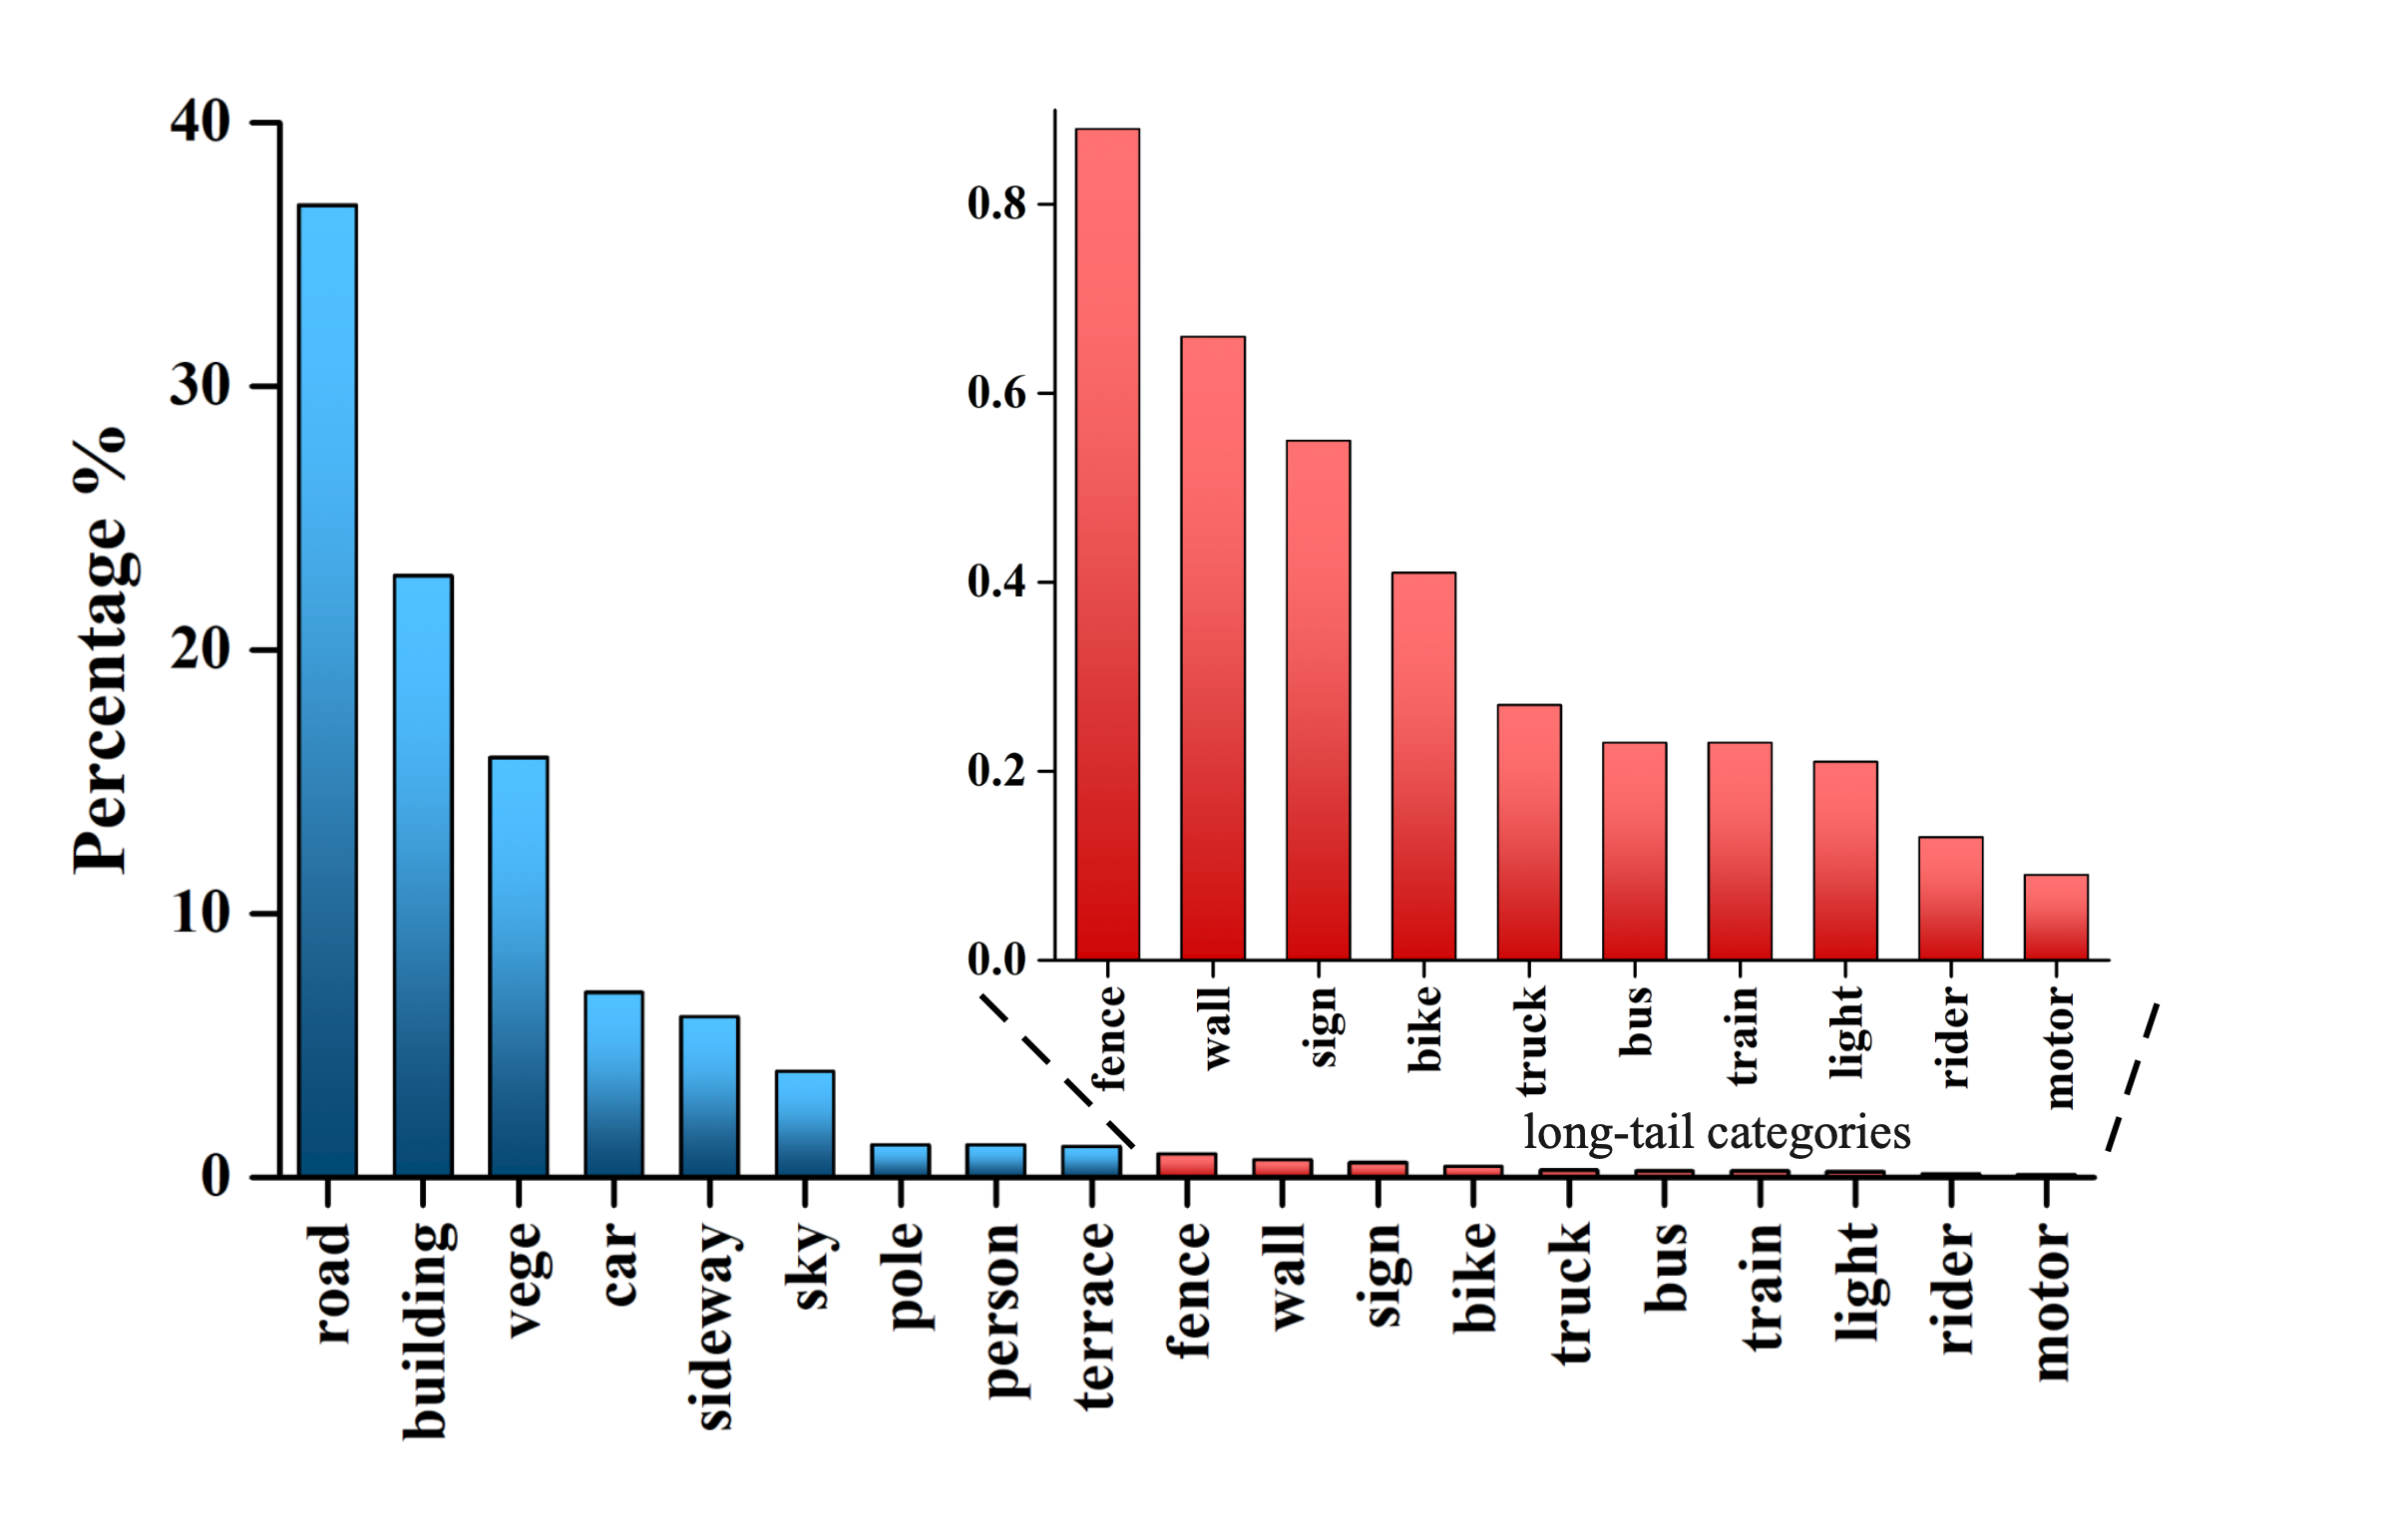 Percentage %
40
30
20
10
0
road
building
vege
car
sideway
sky
pole
person
terrace
fence
wall
sign
bike
truck
bus
train
light
rider
motor
0.8
0.6
0.4
0.2
0.0
fence
wall
sign
bike
truck
bus
train
light
rider
motor
long-tail categories